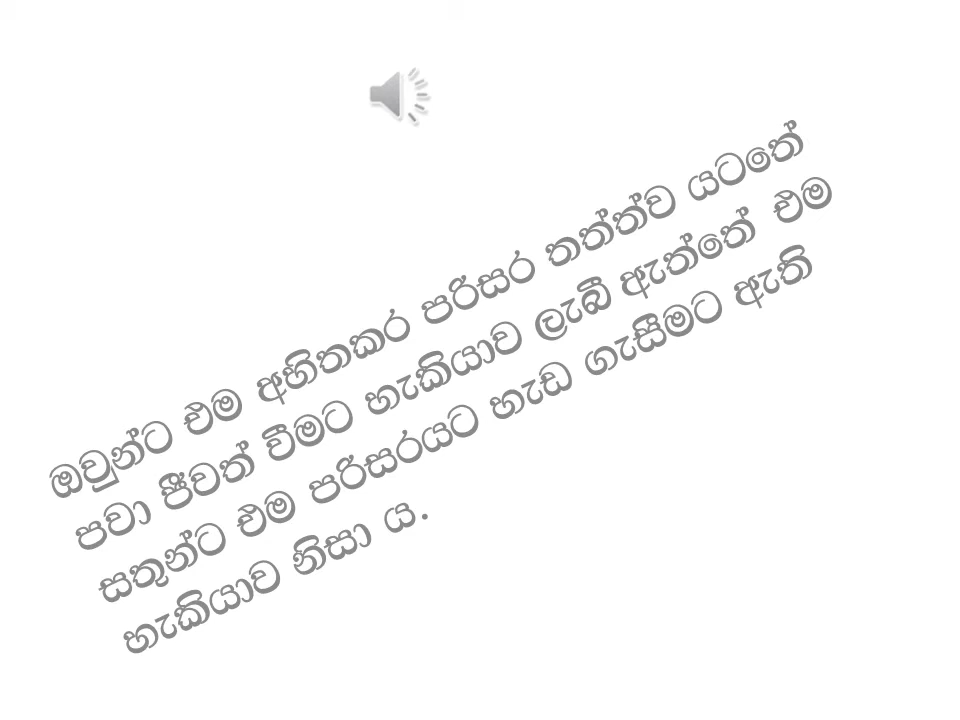 ඔවුන්ට එම අහිතකර පරිසර තත්ත්ව යටතේ
පවා ජීවත් වීමට හැකියාව ලැබී ඇත්තේ එම
සතුන්ට එම පරිසරයට හැඩ ගැසීමට ඇති
හැකියාව නිසා ය.